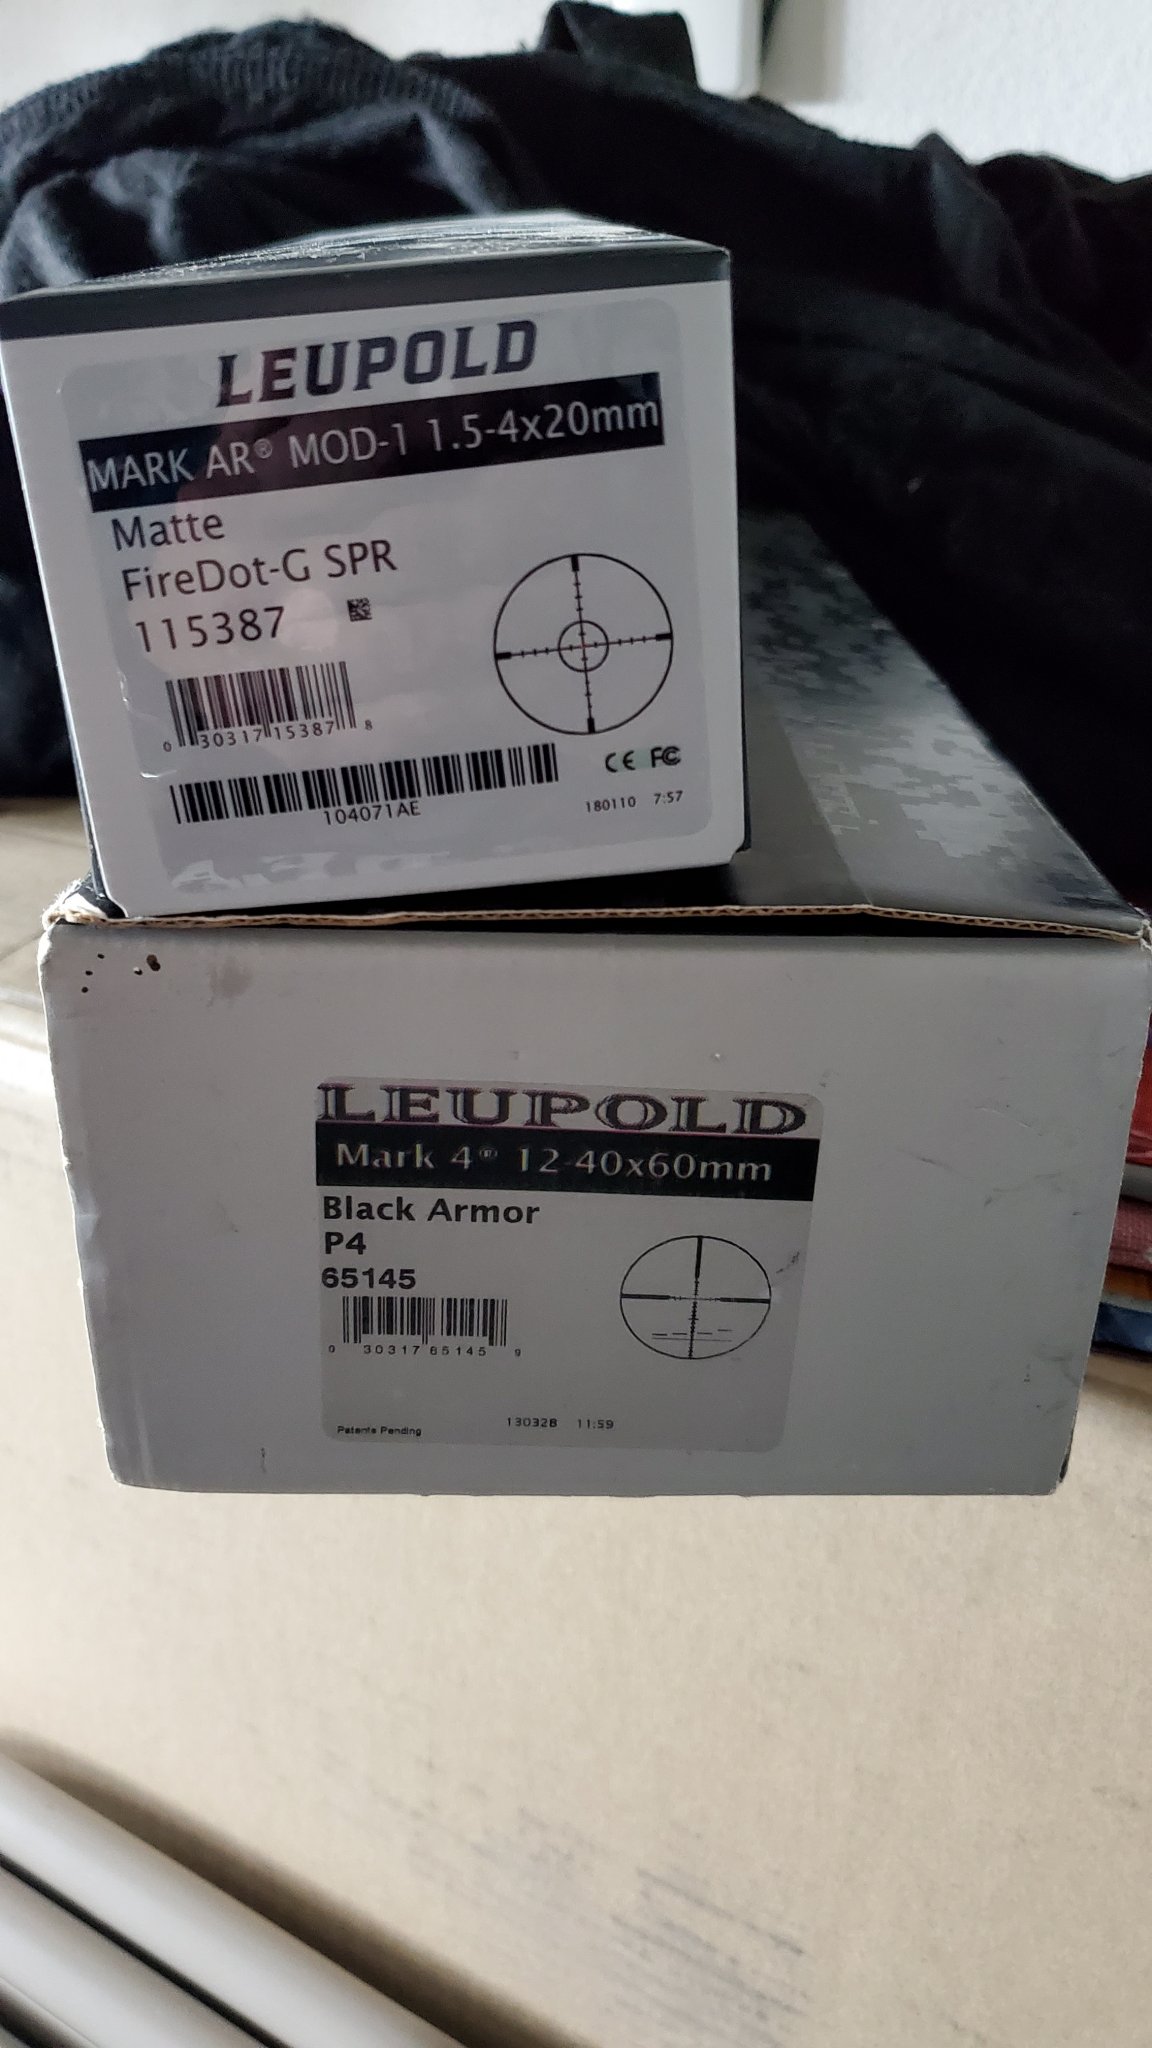 LEUPOLD
MARK AR® MOD-1 1.5-4x20mm
Matte
FireDot-G SPR
115387
0 30317 15387 8
104071AE
CE FC
180110 7:57
LEUPOLD
Mark 4® 12-40x60mm
Black Armor
P4
65145
0 30317 65145 9
Patents Pending
130328 11:59